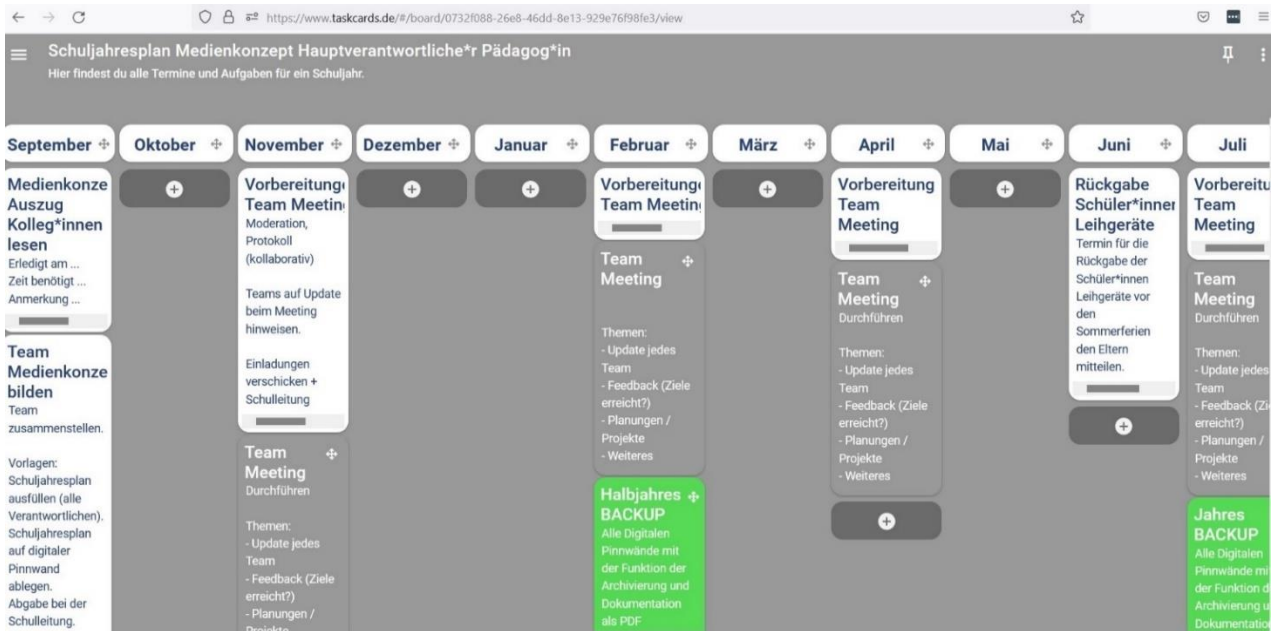 https://www.taskcards.de/#/board/0732f088-26e8-46dd-8e13-929e76f98fe3/view
Schuljahresplan Medienkonzept Hauptverantwortliche*r Pädagog*in
Hier findest du alle Termine und Aufgaben für ein Schuljahr.
September
Medienkonze
Auszug
Kolleg*innen
lesen
Erledigt am ...
Zeit benötigt ...
Anmerkung ...
Team
Medienkonze
bilden
Team
zusammenstellen.
Vorlagen:
Schuljahresplan
ausfüllen (alle
Verantwortlichen).
Schuljahresplan
auf digitaler
Pinnwand
ablegen.
Abgabe bei der
Schulleitung.
Oktober
November
Vorbereitung
Team Meetin
Moderation,
Protokoll
(kollaborativ)
Teams auf Update
beim Meeting
hinweisen.
Einladungen
verschicken +
Schulleitung
Team
Meeting
Durchführen
Themen:
- Update jedes
Team
- Feedback (Ziele
erreicht?)
- Planungen /
Projekte
Dezember
Januar
Februar
Vorbereitung
Team Meetin
Team
Meeting
Themen:
- Update jedes
Team
- Feedback (Ziele
erreicht?)
- Planungen /
Projekte
- Weiteres
Halbjahres
BACKUP
Alle Digitalen
Pinnwände mit
der Funktion der
Archivierung und
Dokumentation
als PDF
März
April
Vorbereitung
Team
Meeting
Team
Meeting
Durchführen
Themen:
- Update jedes
Team
- Feedback (Ziele
erreicht?)
- Planungen /
Projekte
- Weiteres
Mai
Juni
Rückgabe
Schüler*inner
Leihgeräte
Termin für die
Rückgabe der
Schüler*innen
Leihgeräte vor
den
Sommerferien
den Eltern
mitteilen.
Juli
Vorbereitu
Team
Meeting
Team
Meeting
Durchführen
Themen:
- Update jedes
Team
- Feedback (Zi
erreicht?)
- Planungen /
Projekte
- Weiteres
Jahres
BACKUP
Alle Digitalen
Pinnwände mi
der Funktion d
Archivierung u
Dokumentatio